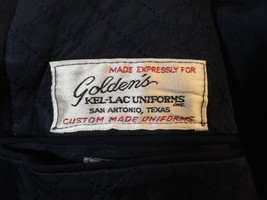 MADE EXPRESSLY FOR
Golden's
KEL-LAC UNIFORMS INC.
SAN ANTONIO, TEXAS
CUSTOM MADE UNIFORMS